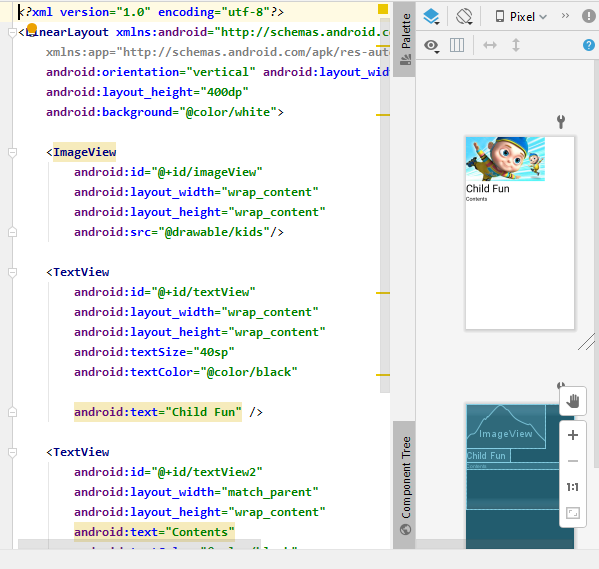 <?xml version="1.0" encoding="utf-8"?>
<LinearLayout xmlns:android="http://schemas.android.co
xmlns:app="http://schemas.android.com/apk/res-aut
android:orientation="vertical" android:layout_wid
android:layout_height="400dp"
android:background="@color/white">
<ImageView
android:id="@+id/imageView"
android:layout_width="wrap_content"
android:layout_height="wrap_content"
android:src="@drawable/kids"/>
<TextView
android:id="@+id/textView"
android:layout_width="wrap_content"
android:layout_height="wrap_content"
android:textSize="40sp"
android:textColor="@color/black"
android:text="Child Fun" />
<TextView
android:id="@+id/textView2"
android:layout_width="match_parent"
android:layout_height="wrap_content"
android:text="Contents"
Palette
Component Tree
Pixel
Child Fun
Contents
ImageView
Child Fun
Contents
1:1